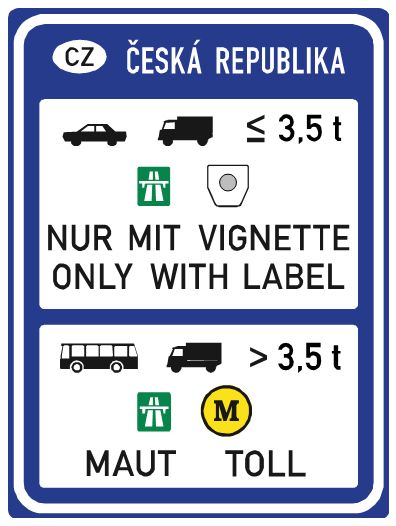 CZ ČESKÁ REPUBLIKA
≤ 3,5 t
NUR MIT VIGNETTE
ONLY WITH LABEL
> 3,5 t
M
MAUT TOLL